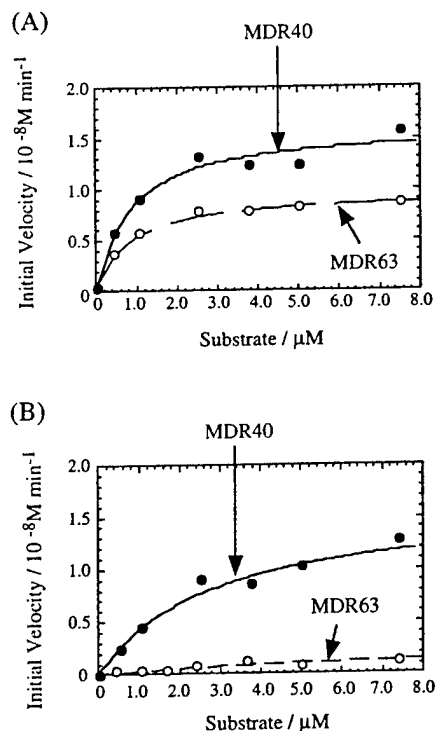 (A)
MDR40
Initial Velocity / 10⁻⁸M min⁻¹
2.0
1.5
1.0
0.5
0
MDR63
0.0 1.0 2.0 3.0 4.0 5.0 6.0 7.0 8.0
Substrate / μM
(B)
MDR40
Initial Velocity / 10⁻⁸M min⁻¹
2.0
1.5
1.0
0.5
0
MDR63
0.0 1.0 2.0 3.0 4.0 5.0 6.0 7.0 8.0
Substrate / μM